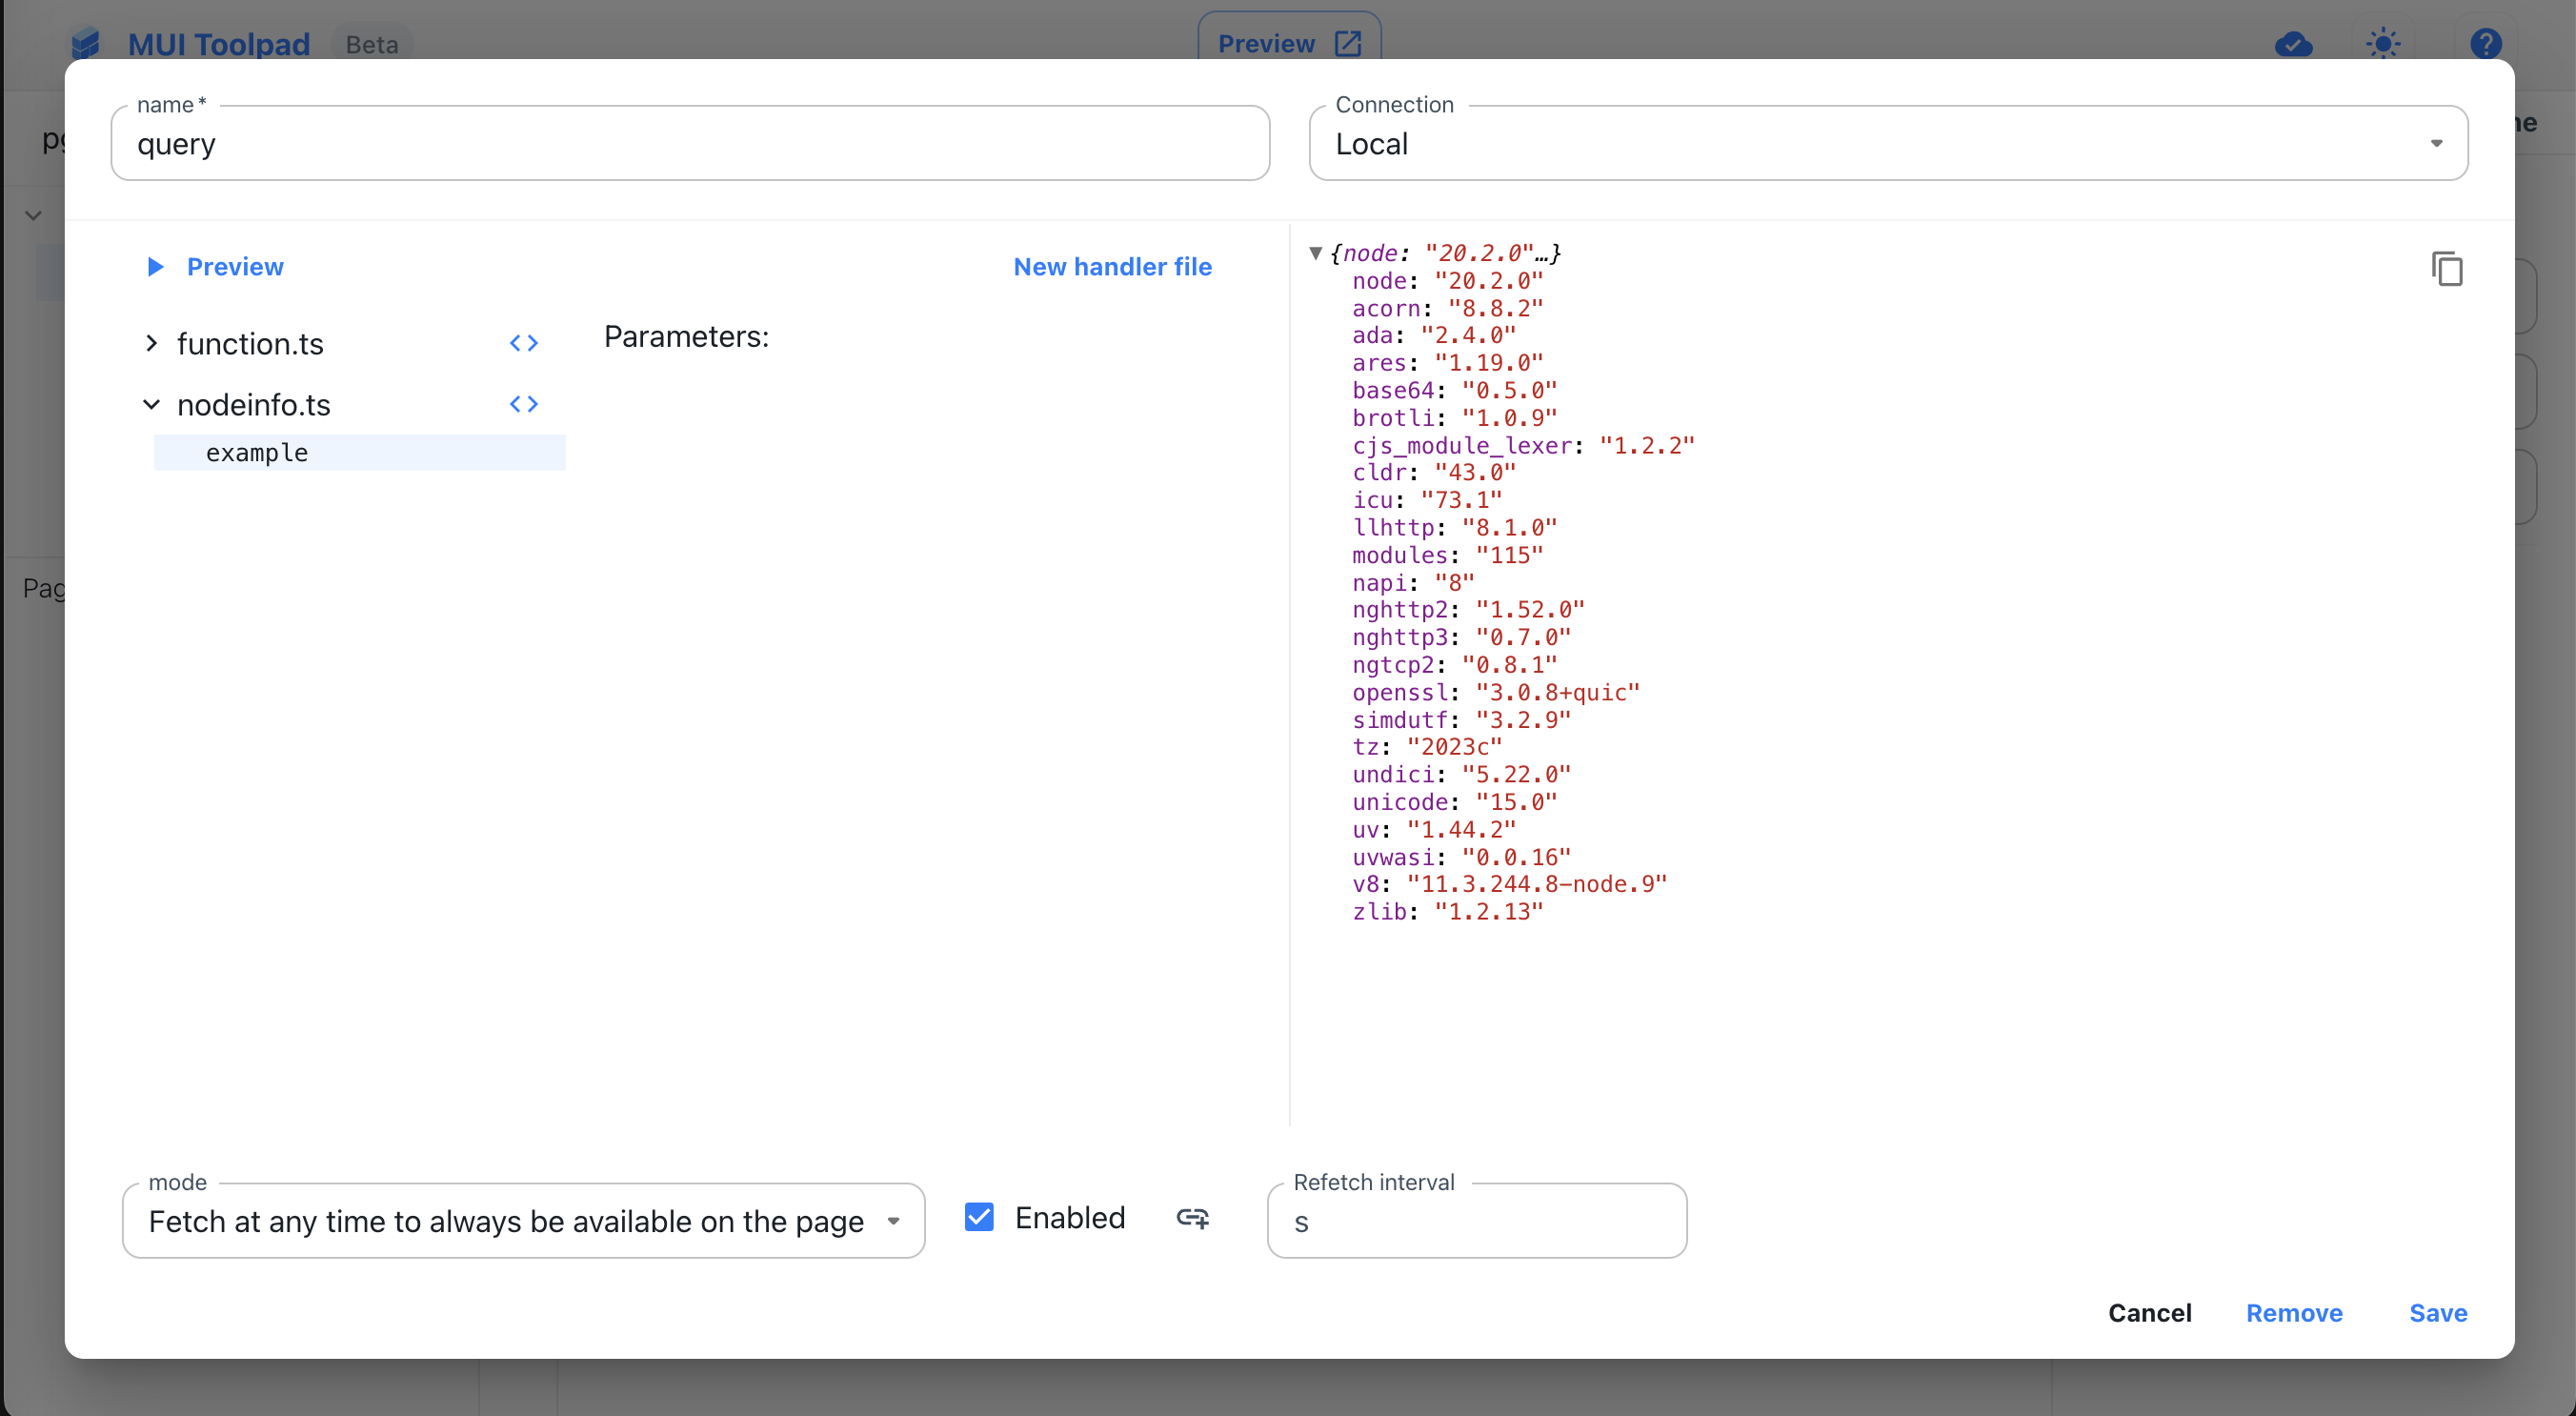 MUI Toolpad Beta
Preview
name *
query
Connection
Local
Preview
New handler file
function.ts
nodeinfo.ts
example
Parameters:
{node: "20.2.0"…}
node: "20.2.0"
acorn: "8.8.2"
ada: "2.4.0"
ares: "1.19.0"
base64: "0.5.0"
brotli: "1.0.9"
cjs_module_lexer: "1.2.2"
cldr: "43.0"
icu: "73.1"
llhttp: "8.1.0"
modules: "115"
napi: "8"
nghttp2: "1.52.0"
nghttp3: "0.7.0"
ngtcp2: "0.8.1"
openssl: "3.0.8+quic"
simdutf: "3.2.9"
tz: "2023c"
undici: "5.22.0"
unicode: "15.0"
uv: "1.44.2"
uvwasi: "0.0.16"
v8: "11.3.244.8-node.9"
zlib: "1.2.13"
mode
Fetch at any time to always be available on the page
Enabled
Refetch interval
s
Cancel
Remove
Save